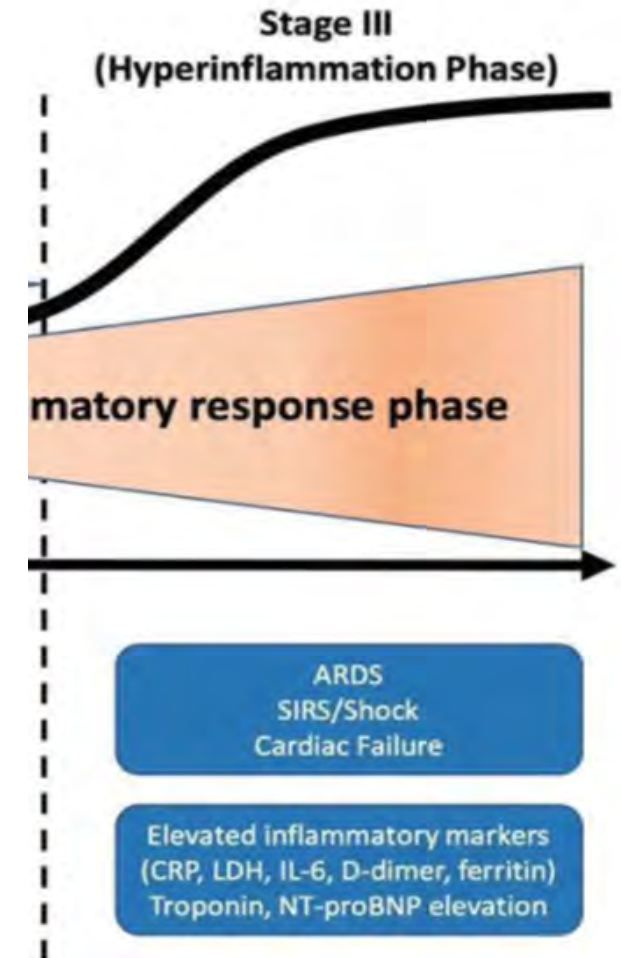 Stage III
(Hyperinflammation Phase)
matory response phase
ARDS
SIRS/Shock
Cardiac Failure
Elevated inflammatory markers
(CRP, LDH, IL-6, D-dimer, ferritin)
Troponin, NT-proBNP elevation